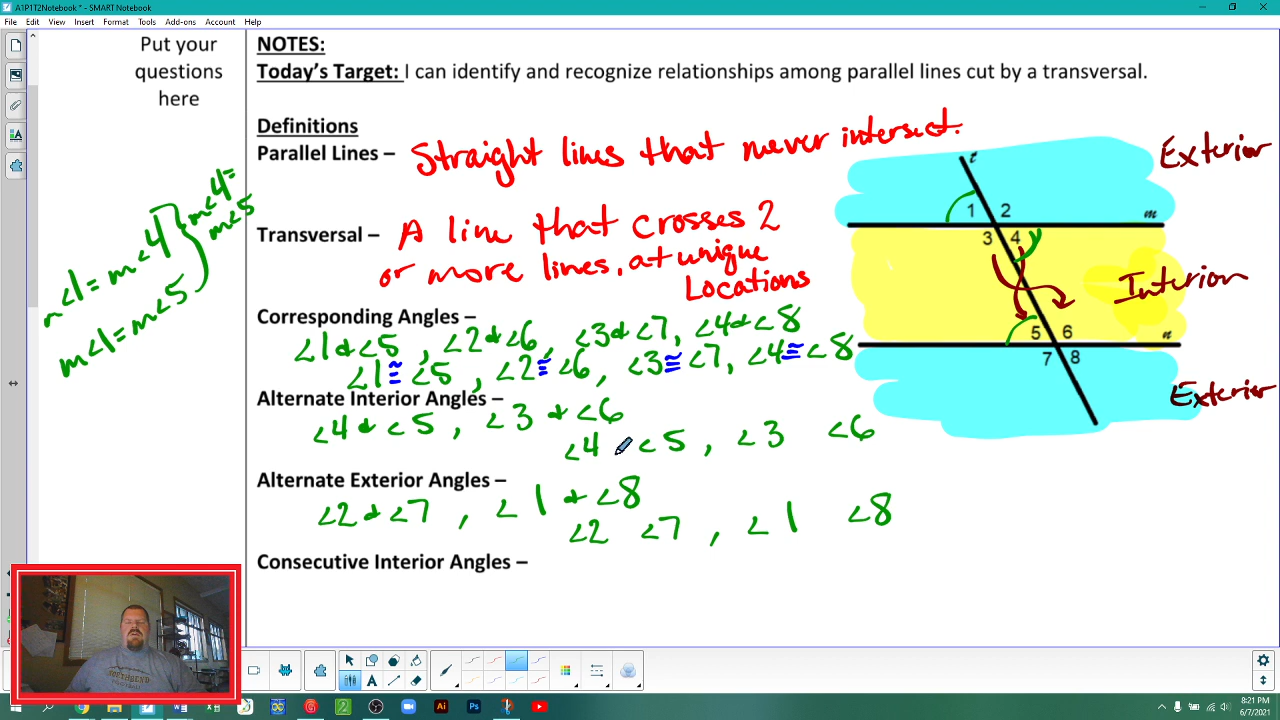 A1P1T2Notebook * - SMART Notebook
File Edit View Insert Format Tools Add-ons Account Help
Put your
questions
here
NOTES:
Today's Target: I can identify and recognize relationships among parallel lines cut by a transversal.
Definitions
Parallel Lines – Straight lines that never intersect.
Transversal – A line that crosses 2
or more lines, at unique
Locations
m<1 = m<4
m<1 = m<5
m<4 =
m<5
Corresponding Angles –
<1 & <5, <2 & <6, <3 & <7, <4 & <8
<1 ≅ <5, <2 ≅ <6, <3 ≅ <7, <4 ≅ <8
Alternate Interior Angles –
<4 & <5, <3 & <6
<4 <5, <3 <6
Alternate Exterior Angles –
<2 & <7, <1 & <8
<2 <7, <1 <8
Consecutive Interior Angles –
Exterior
t
1 2 m
3 4
Interior
5 6 n
7 8
Exterior
8:21 PM
6/7/2021